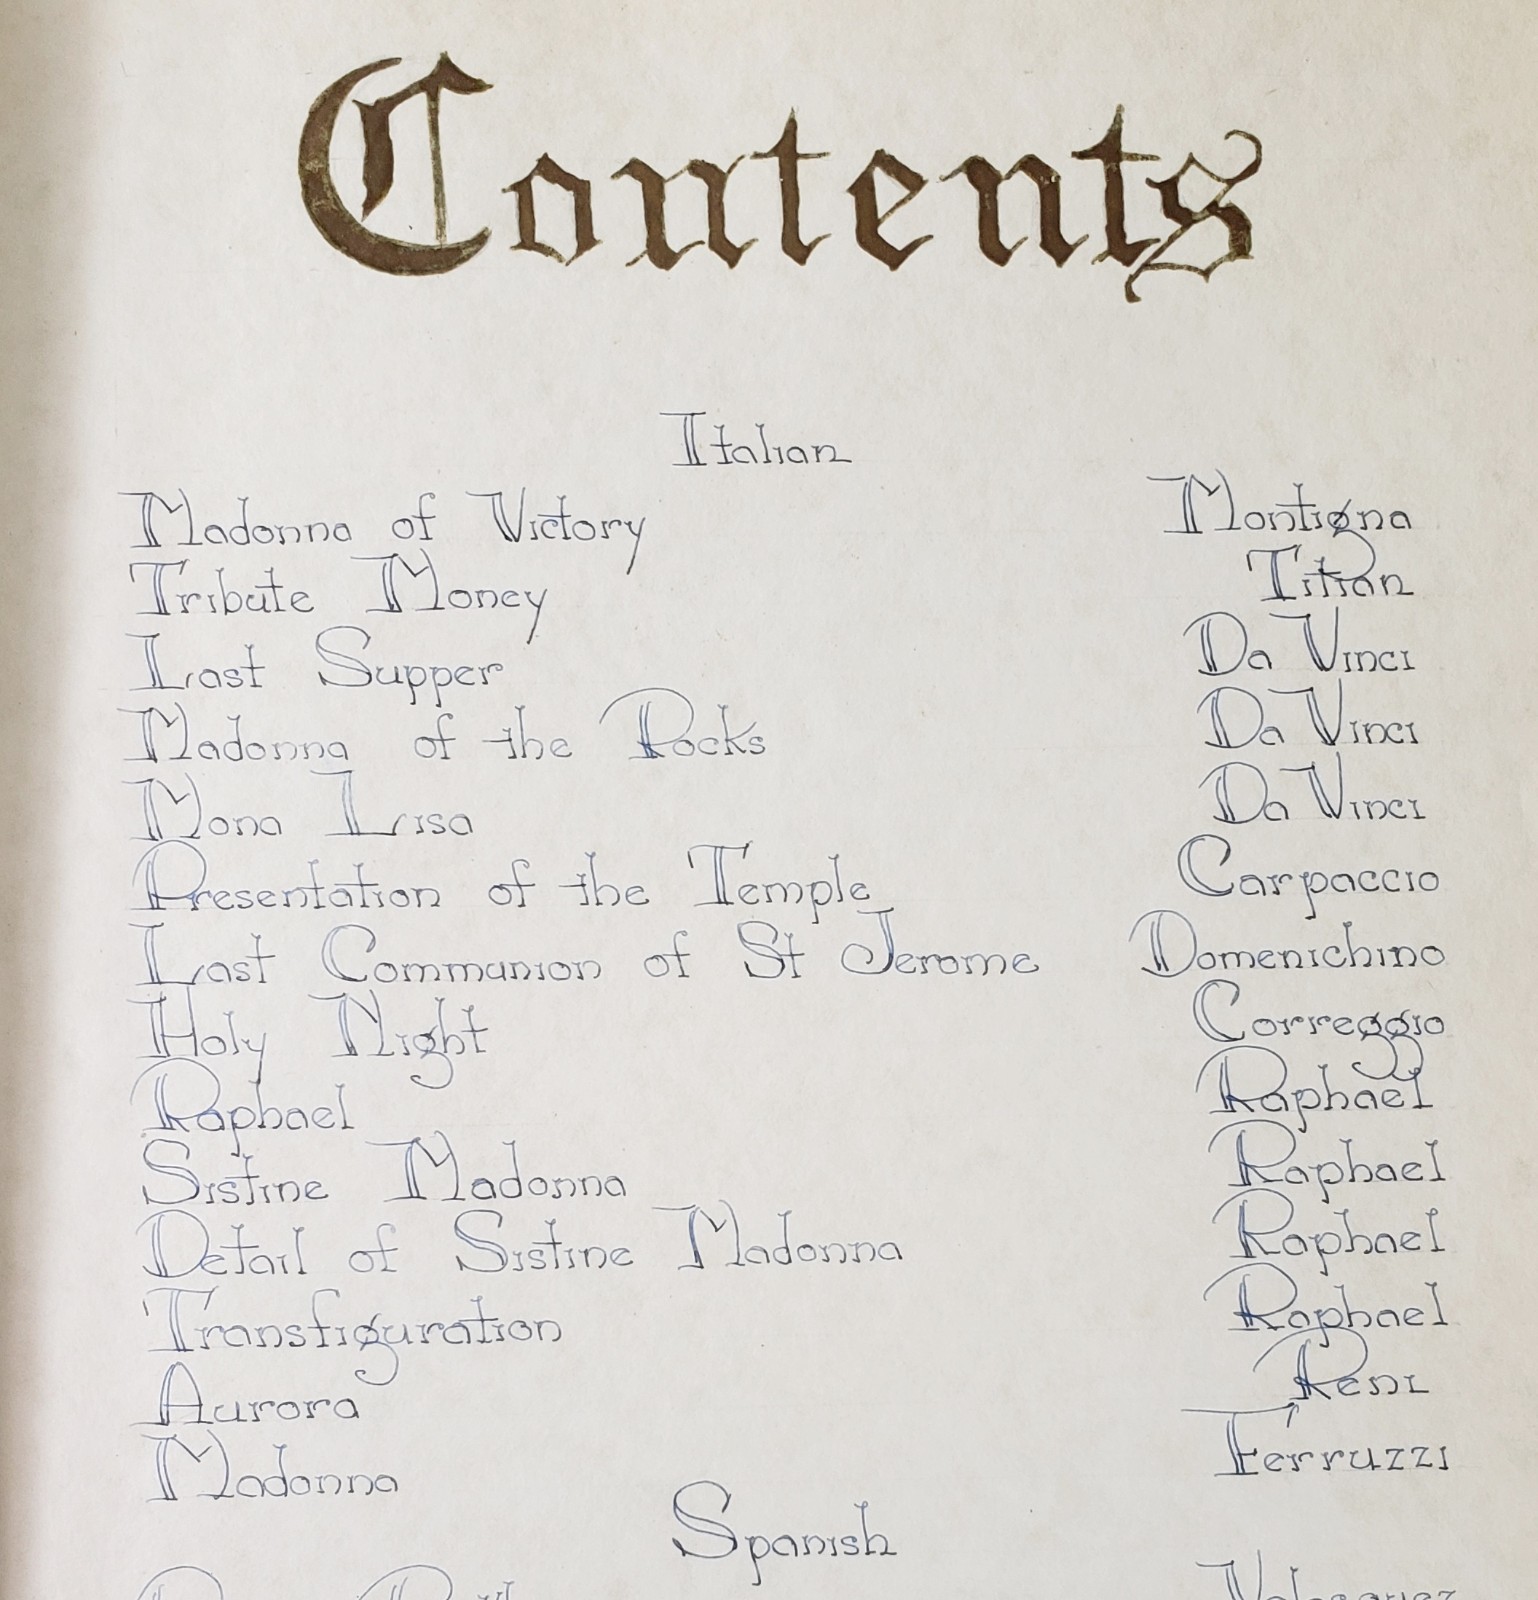 Contents
Italian
Madonna of Victory Montigna
Tribute Money Titian
Last Supper Da Vinci
Madonna of the Rocks Da Vinci
Mona Lisa Da Vinci
Presentation of the Temple Carpaccio
Last Communion of St Jerome Domenichino
Holy Night Correggio
Raphael Raphael
Sistine Madonna Raphael
Detail of Sistine Madonna Raphael
Transfiguration Raphael
Aurora Reni
Madonna Ferruzzi
Spanish
Velasquez